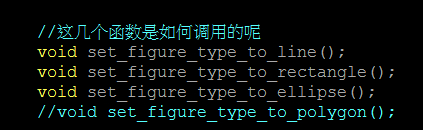 //这几个函数是如何调用的呢
void set_figure_type_to_line();
void set_figure_type_to_rectangle();
void set_figure_type_to_ellipse();
//void set_figure_type_to_polygon();